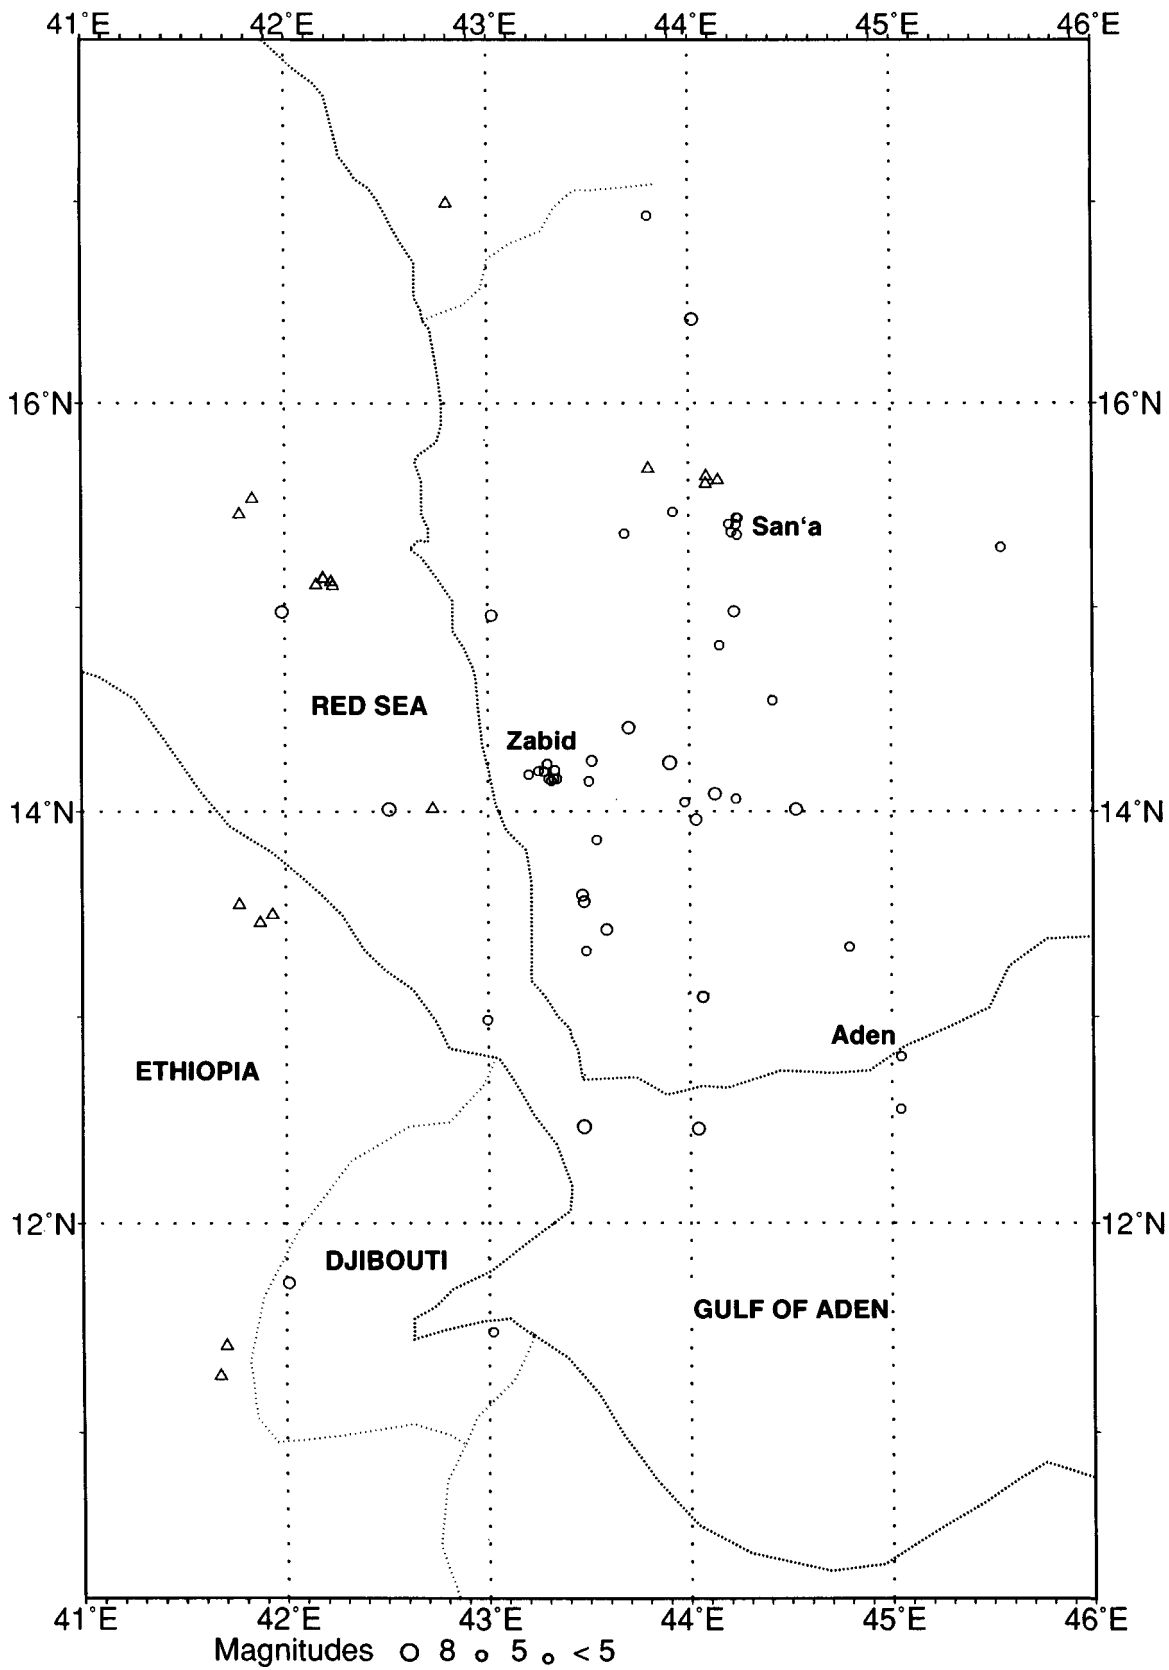 41˚E 42˚E 43˚E 44˚E 45˚E 46˚E
16˚N 16˚N
San‘a
RED SEA
Zabid
14˚N 14˚N
Aden
ETHIOPIA
12˚N 12˚N
DJIBOUTI
GULF OF ADEN
41˚E 42˚E 43˚E 44˚E 45˚E 46˚E
Magnitudes 8 5 < 5